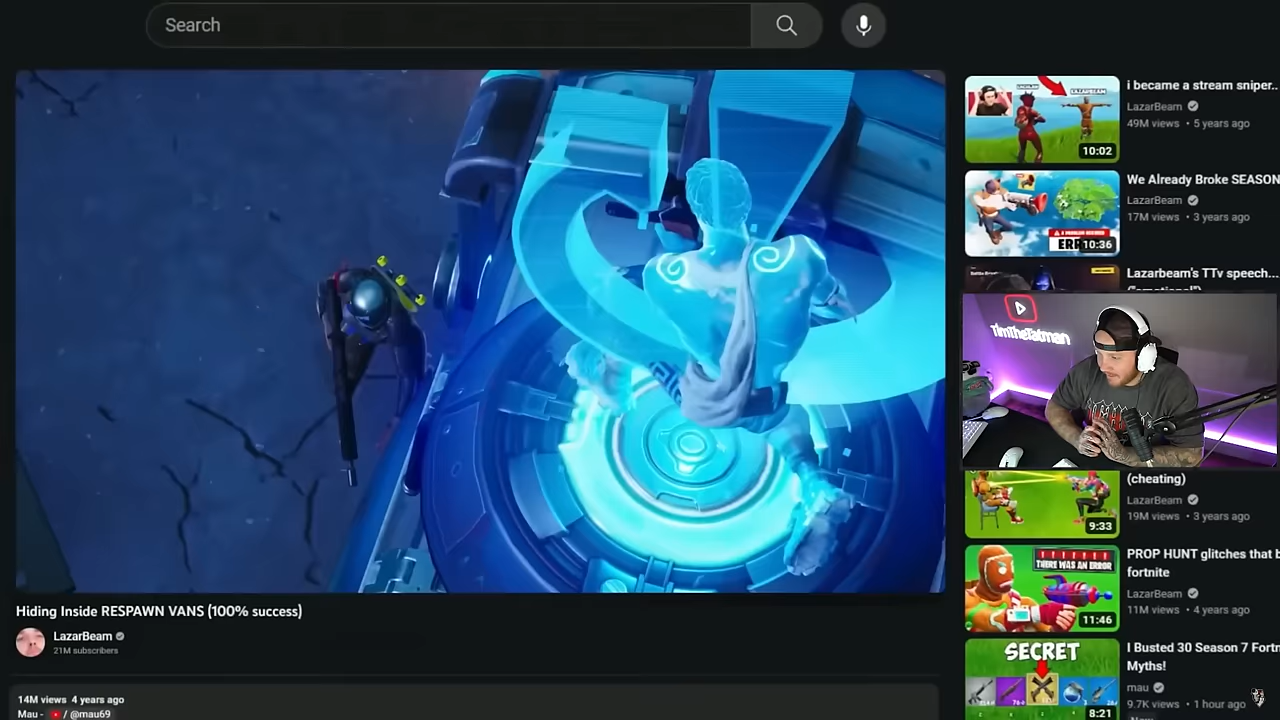 Search
i became a stream sniper..
LazarBeam
49M views • 5 years ago
10:02
LAZARBEAM
We Already Broke SEASON
LazarBeam
17M views • 3 years ago
10:36
Lazarbeam's TTv speech...
("emotional")
TimTheTatman
(cheating)
LazarBeam
19M views • 3 years ago
9:33
PROP HUNT glitches that b
fortnite
LazarBeam
11M views • 4 years ago
THERE WAS AN ERROR
11:46
I Busted 30 Season 7 Fortn
Myths!
mau
9.7K views • 1 hour ago
SECRET
8:21
Hiding Inside RESPAWN VANS (100% success)
LazarBeam
21M subscribers
14M views 4 years ago
Mau - / @mau69